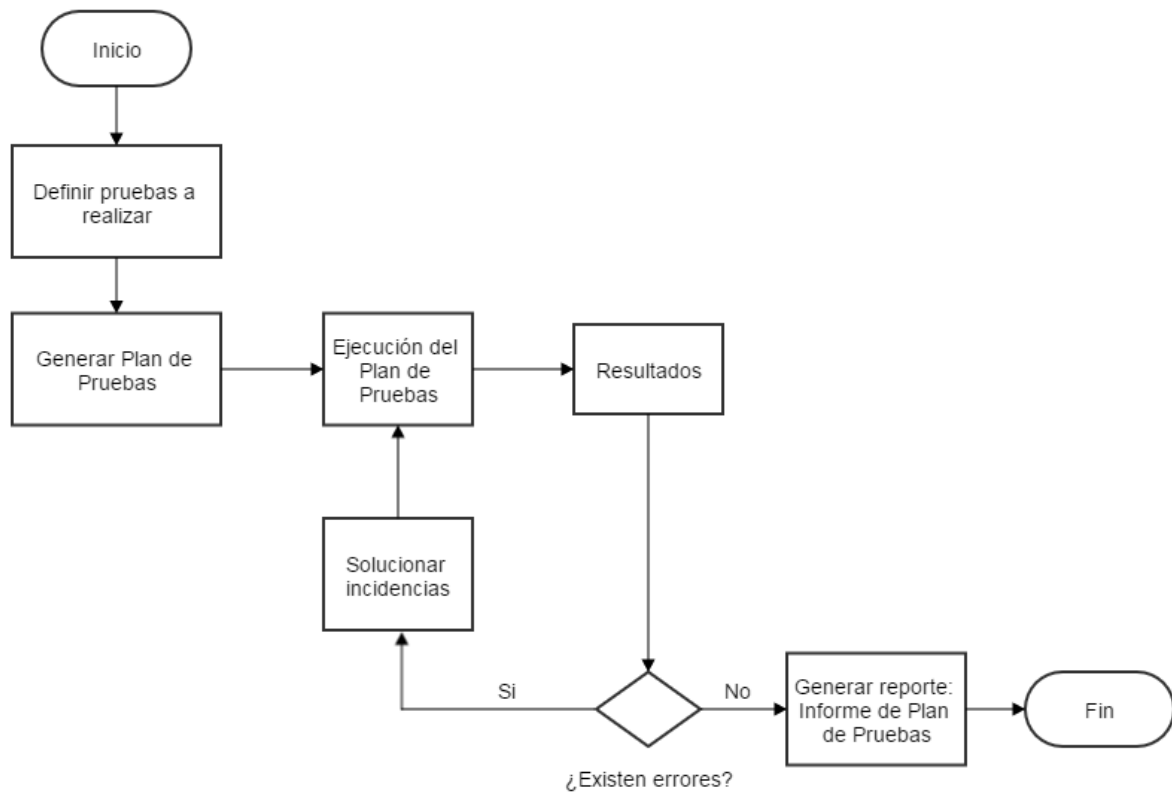 Inicio
Definir pruebas a
realizar
Generar Plan de
Pruebas
Ejecución del
Plan de
Pruebas
Resultados
Solucionar
incidencias
Si
No
¿Existen errores?
Generar reporte:
Informe de Plan
de Pruebas
Fin